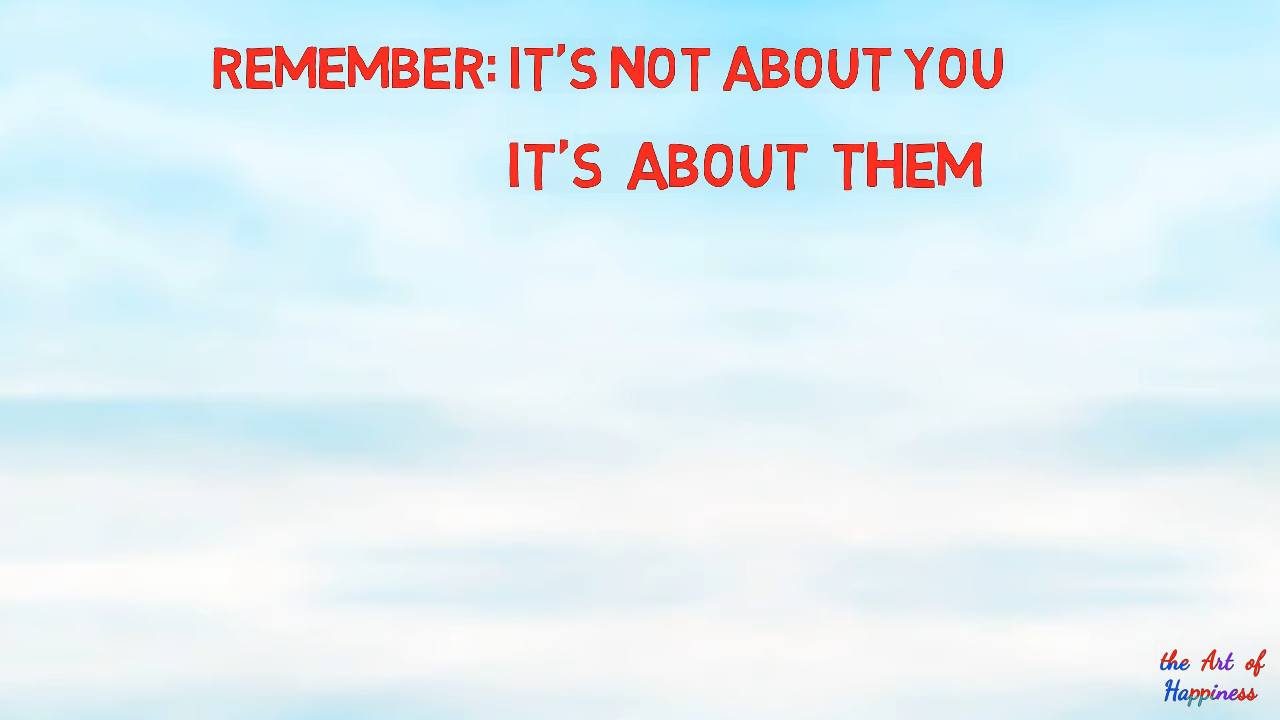 REMEMBER: IT'S NOT ABOUT YOU
IT'S ABOUT THEM
the Art of
Happiness